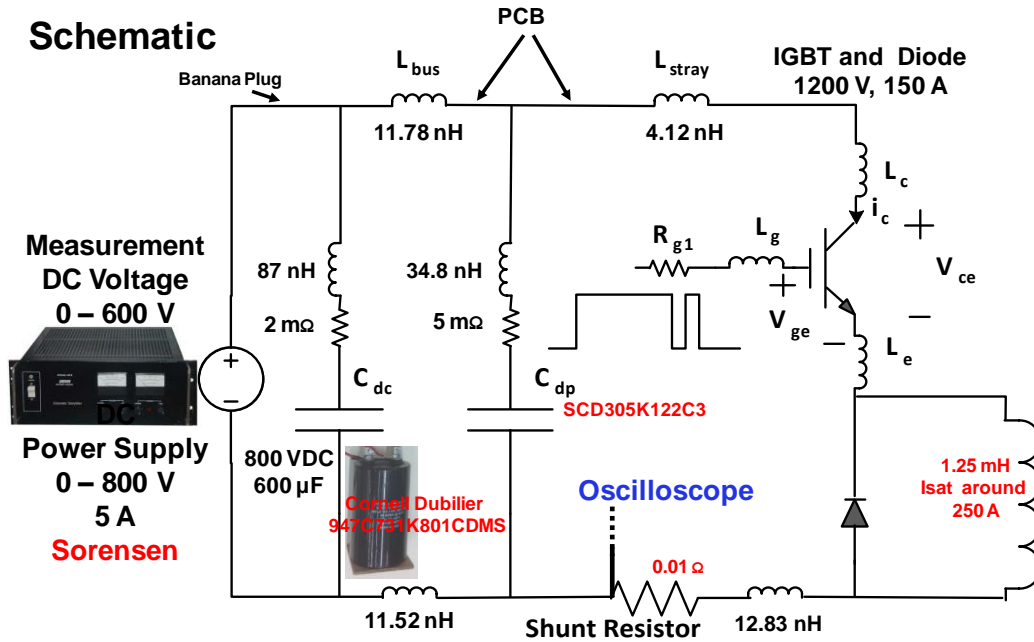 Schematic
PCB
Banana Plug
L bus
11.78 nH
L stray
4.12 nH
IGBT and Diode
1200 V, 150 A
L c
i c
L g
R g1
V ge
V ce
L e
Measurement
DC Voltage
0 – 600 V
DC
Power Supply
0 – 800 V
5 A
Sorensen
87 nH
2 mΩ
C dc
800 VDC
600 µF
Cornell Dubilier
947C731K801CDMS
34.8 nH
5 mΩ
C dp
SCD305K122C3
Oscilloscope
0.01 Ω
Shunt Resistor
11.52 nH
12.83 nH
1.25 mH
Isat around
250 A